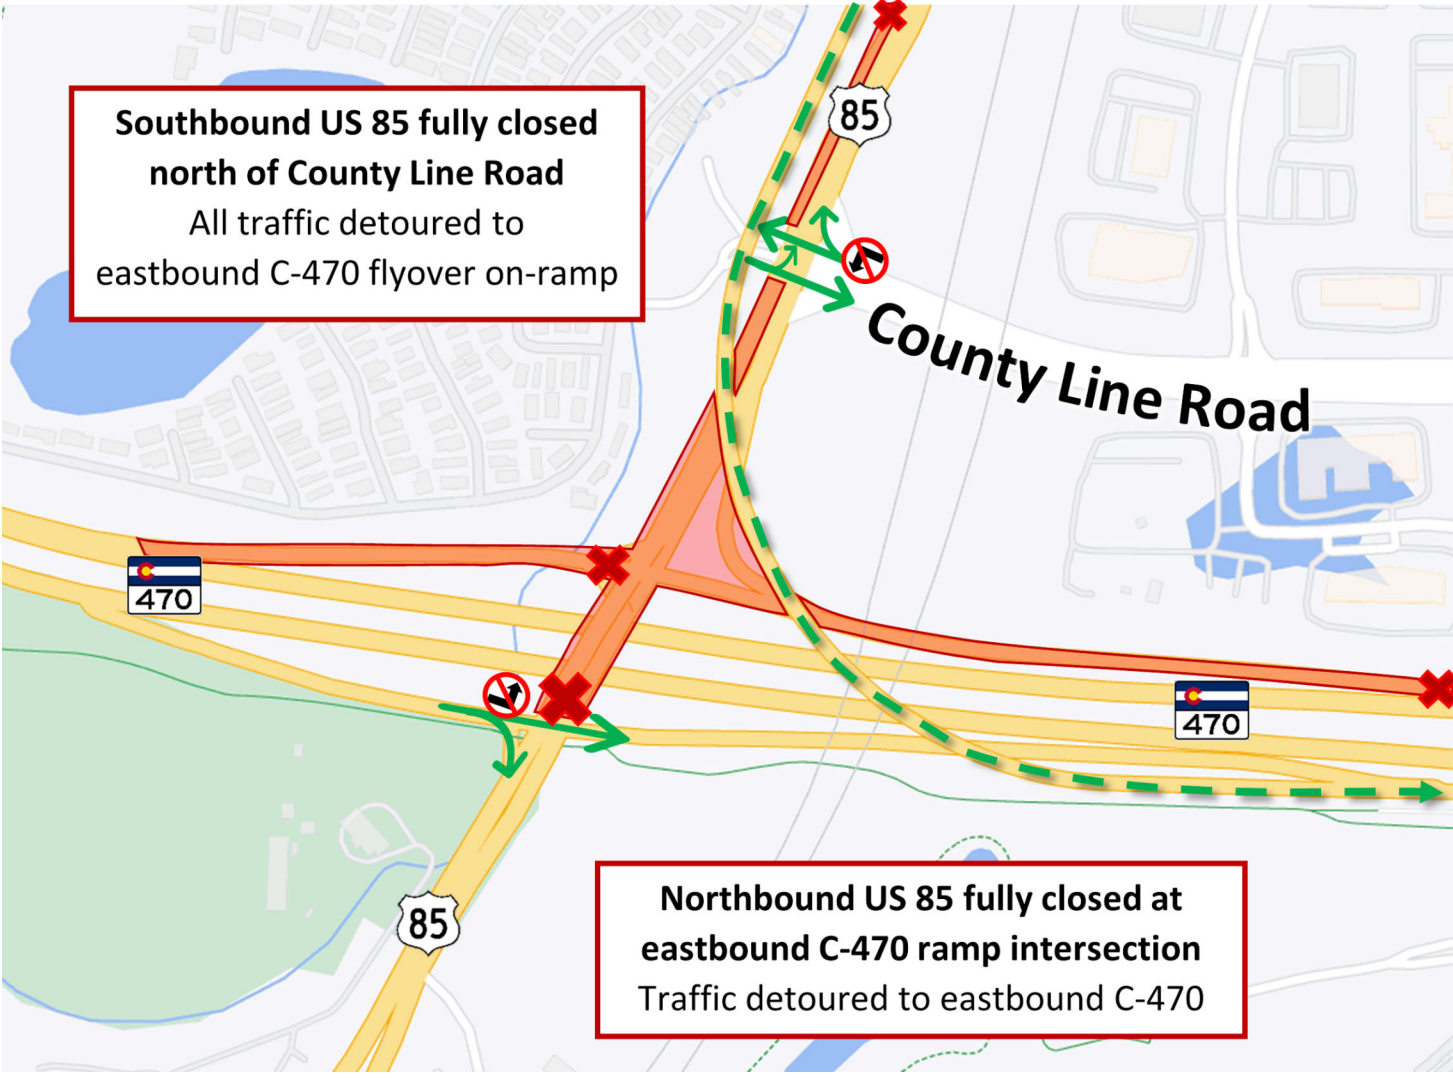 85
Southbound US 85 fully closed
north of County Line Road
All traffic detoured to
eastbound C-470 flyover on-ramp
County Line Road
470
470
85
Northbound US 85 fully closed at
eastbound C-470 ramp intersection
Traffic detoured to eastbound C-470